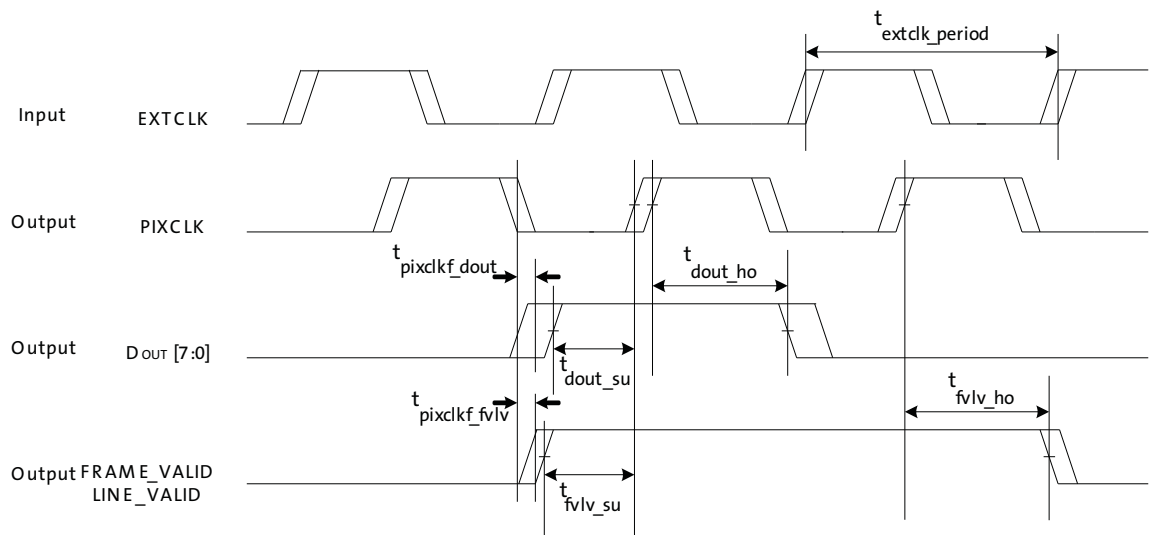 t extclk_period
Input EXTCLK
Output PIXCLK
t pixclkf_dout
t dout_ho
Output DOUT [7:0]
t dout_su
t pixclkf_fvlv
t fvlv_ho
Output FRAME_VALID
LINE_VALID
t fvlv_su